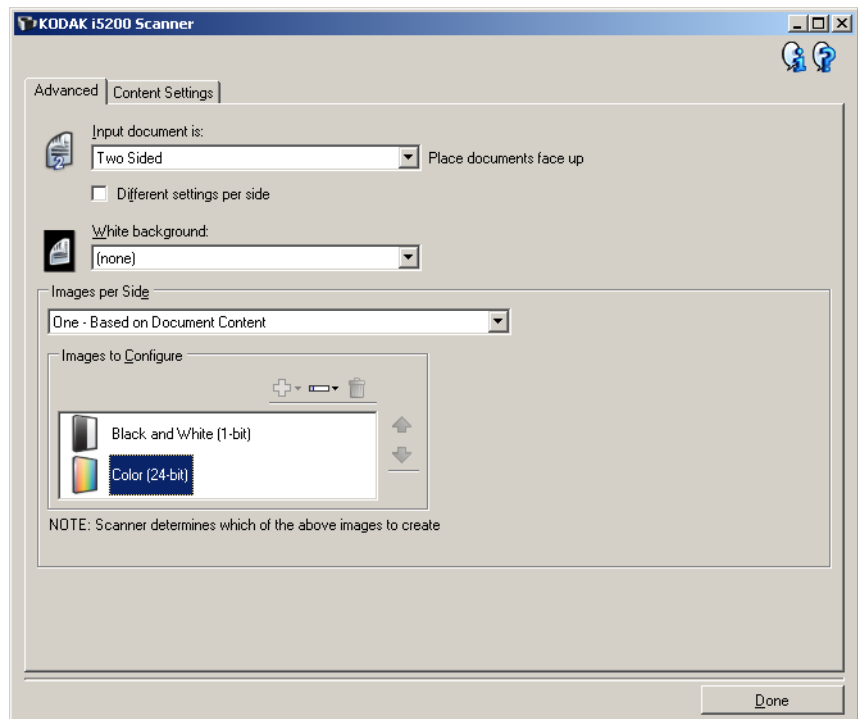 KODAK i5200 Scanner
Advanced
Content Settings
Input document is:
Two Sided
Place documents face up
Different settings per side
White background:
(none)
Images per Side
One - Based on Document Content
Images to Configure
Black and White (1-bit)
Color (24-bit)
NOTE: Scanner determines which of the above images to create
Done